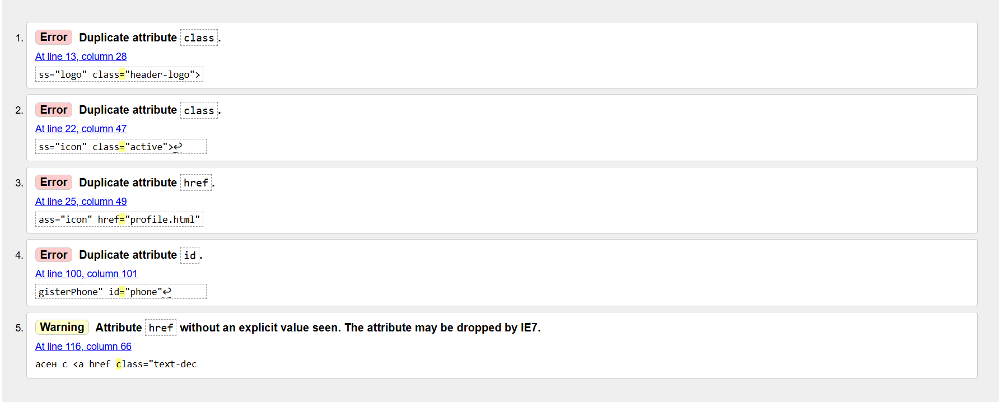 1. Error Duplicate attribute class.
At line 13, column 28
ss="logo" class="header-logo">
2. Error Duplicate attribute class.
At line 22, column 47
ss="icon" class="active">↩
3. Error Duplicate attribute href.
At line 25, column 49
ass="icon" href="profile.html"
4. Error Duplicate attribute id.
At line 100, column 101
gisterPhone" id="phone"↩
5. Warning Attribute href without an explicit value seen. The attribute may be dropped by IE7.
At line 116, column 66
асен с <a href class="text-dec